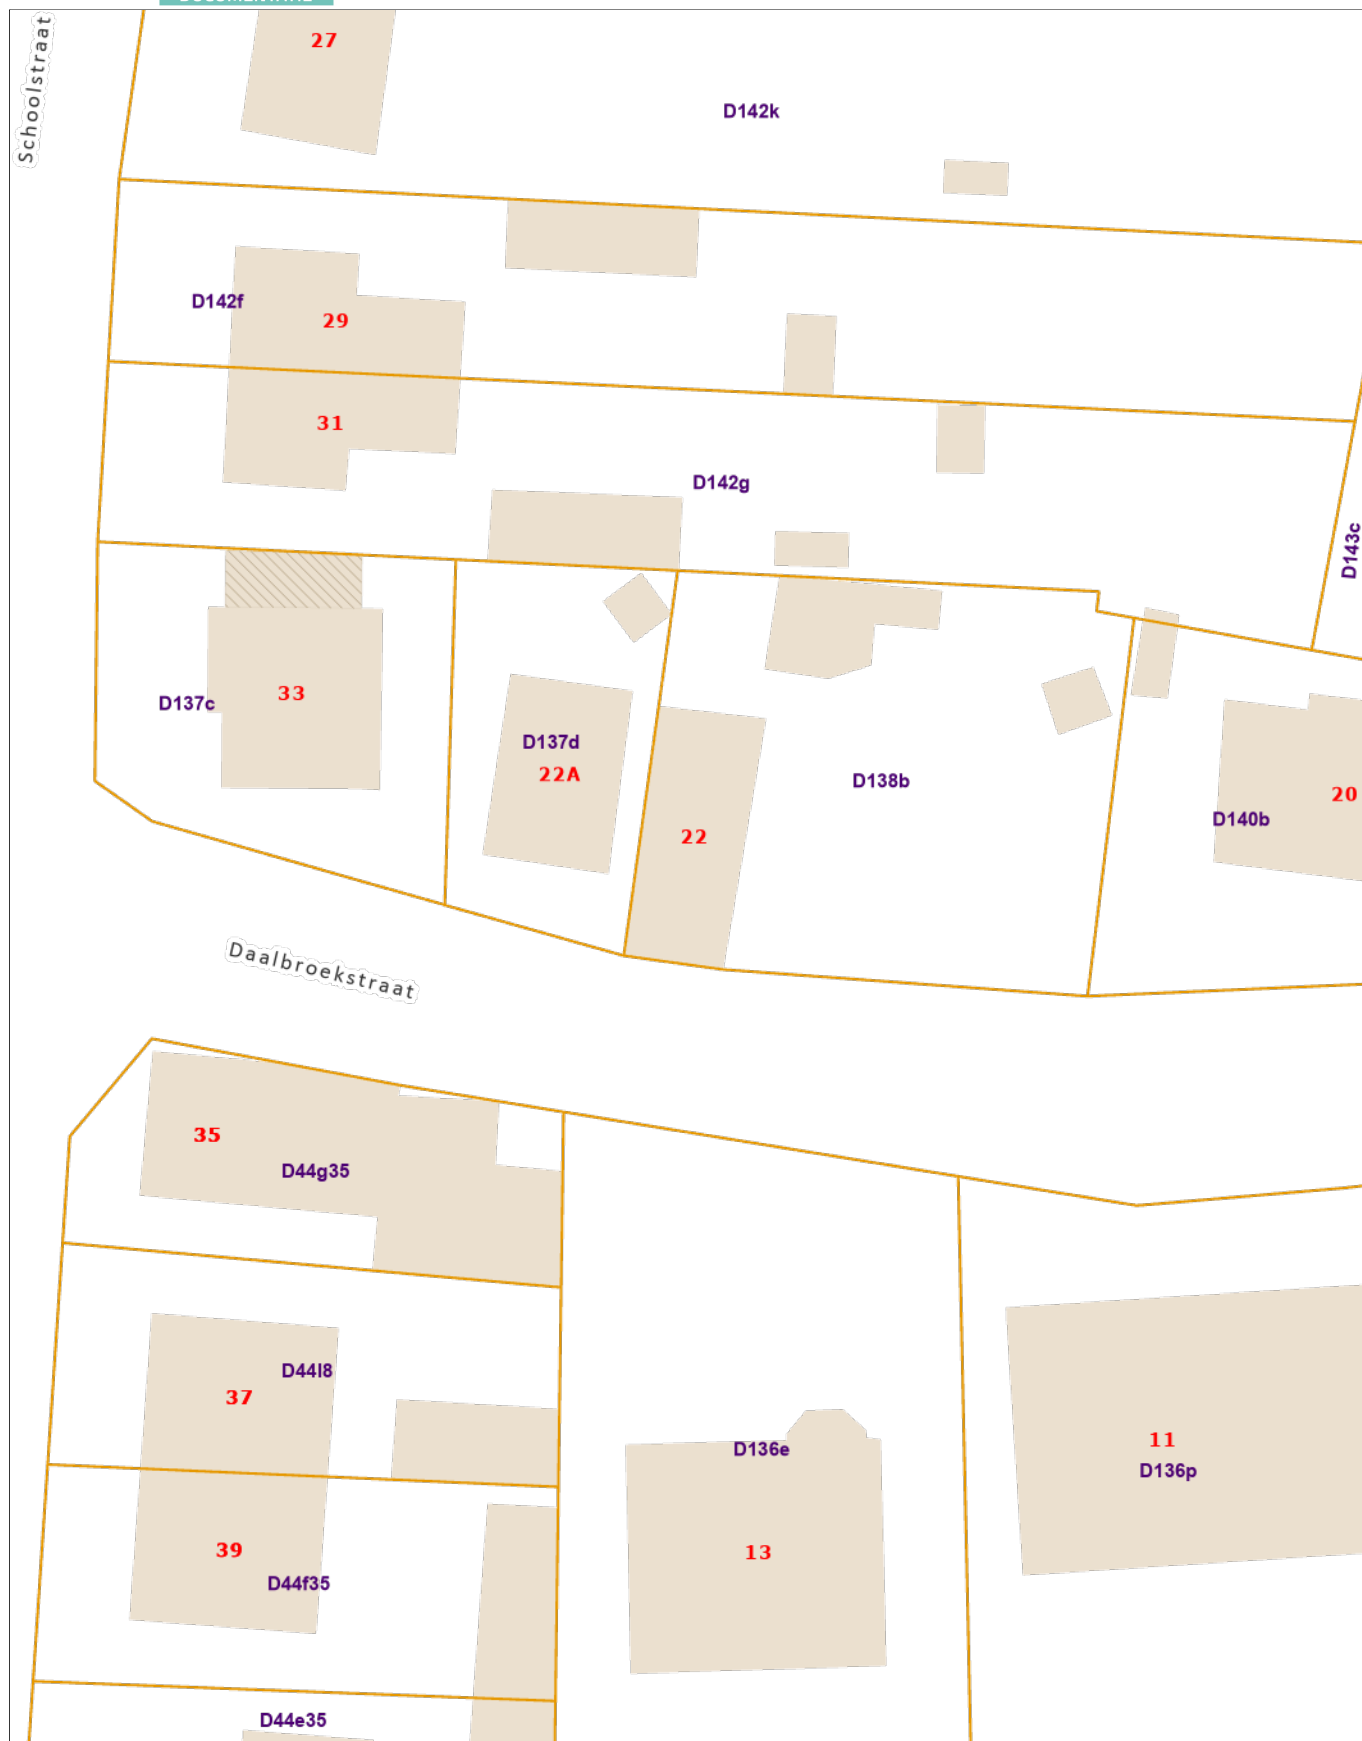 Schoolstraat
27
D142k
D142f
29
31
D142g
D143c
33
D137c
D137d
22A
D138b
22
20
D140b
Daalbroekstraat
35
D44g35
D44l8
37
D136e
11
D136p
39
13
D44f35
D44e35